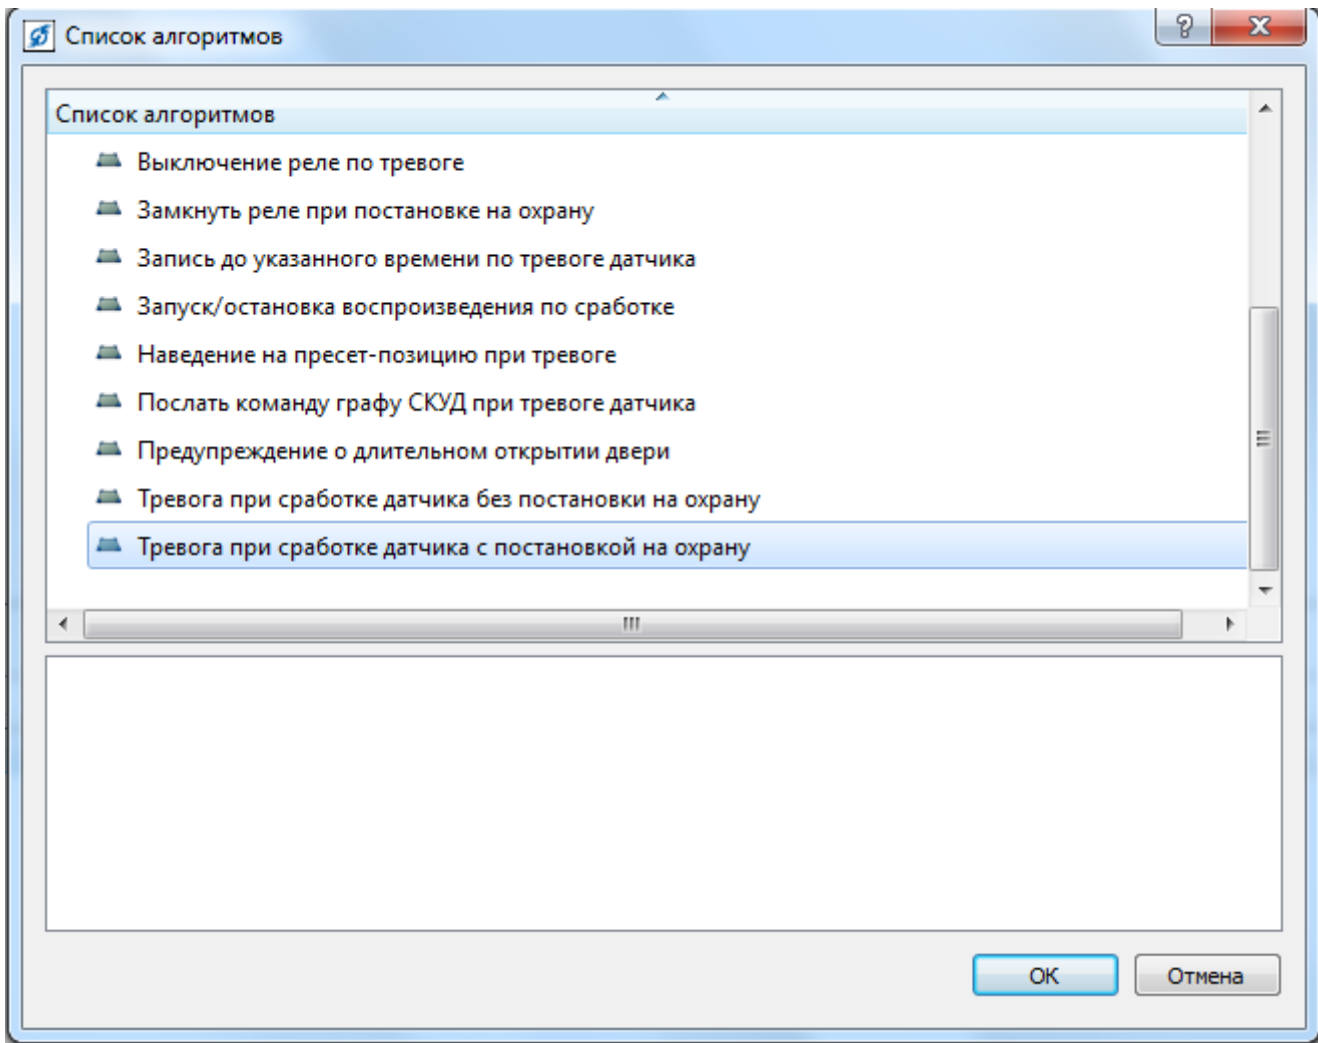 Список алгоритмов
Список алгоритмов
Выключение реле по тревоге
Замкнуть реле при постановке на охрану
Запись до указанного времени по тревоге датчика
Запуск/остановка воспроизведения по сработке
Наведение на пресет-позицию при тревоге
Послать команду графу СКУД при тревоге датчика
Предупреждение о длительном открытии двери
Тревога при сработке датчика без постановки на охрану
Тревога при сработке датчика с постановкой на охрану
ОК
Отмена